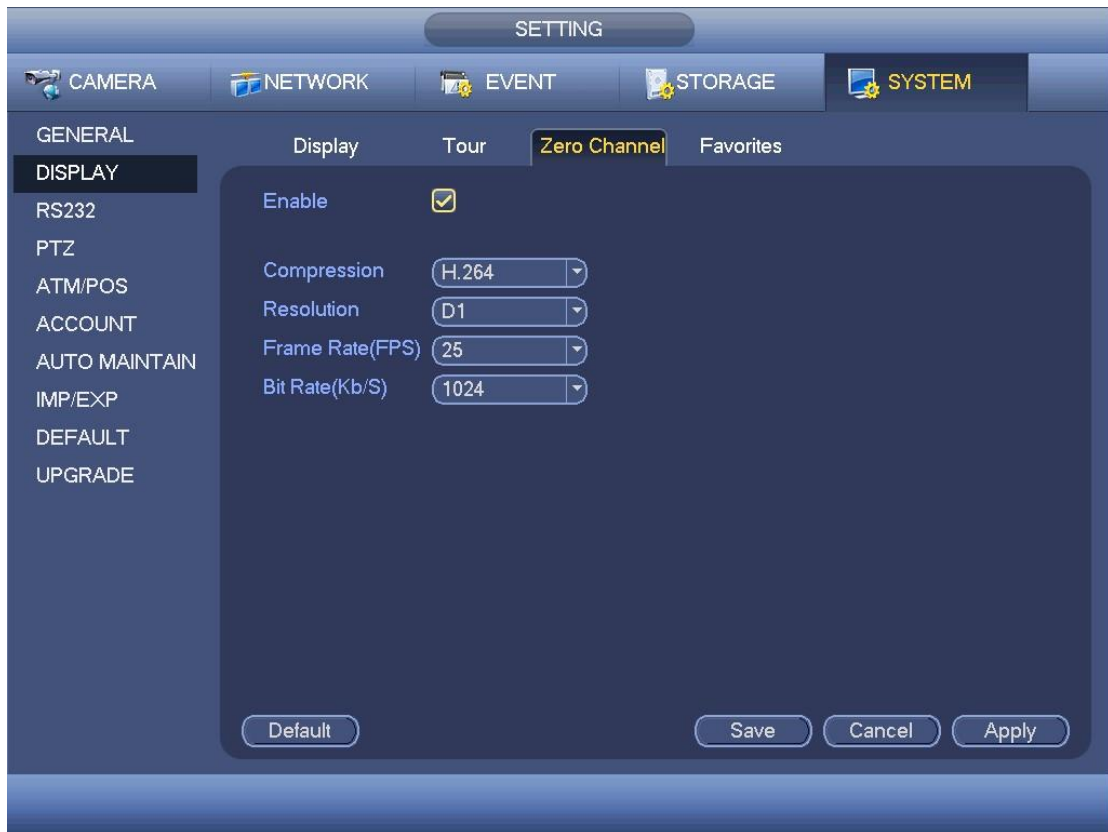 SETTING
CAMERA NETWORK EVENT STORAGE SYSTEM
GENERAL
DISPLAY
RS232
PTZ
ATM/POS
ACCOUNT
AUTO MAINTAIN
IMP/EXP
DEFAULT
UPGRADE
Display Tour Zero Channel Favorites
Enable
Compression H.264
Resolution D1
Frame Rate(FPS) 25
Bit Rate(Kb/S) 1024
Default Save Cancel Apply